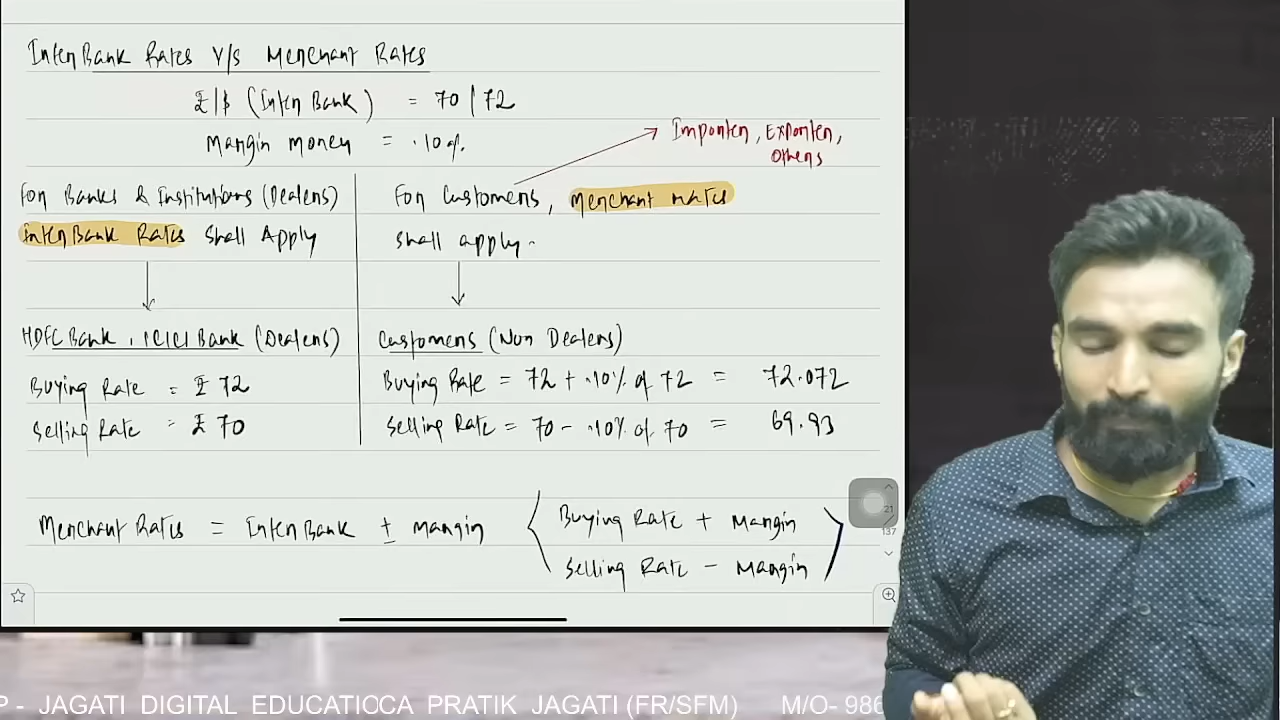 InterBank Rates V/s Merchant Rates
₹|$ (InterBank) = 70 | 72
Margin money = .10%.
Importer, Exporter,
Others
For Banks & Institutions (Dealers)
InterBank Rates Shall Apply
For Customers, Merchant rates
shall apply.
HDFC Bank, ICICI Bank (Dealers)
Buying Rate = ₹ 72
Selling Rate = ₹ 70
Customers (Non Dealers)
Buying Rate = 72 + .10% of 72 = 72.072
Selling Rate = 70 - .10% of 70 = 69.93
Merchant Rates = InterBank ± margin
Buying Rate + Margin
Selling Rate - Margin
21
137
P - JAGATI DIGITAL EDUCATIOCA PRATIK JAGATI (FR/SFM) M/O- 986